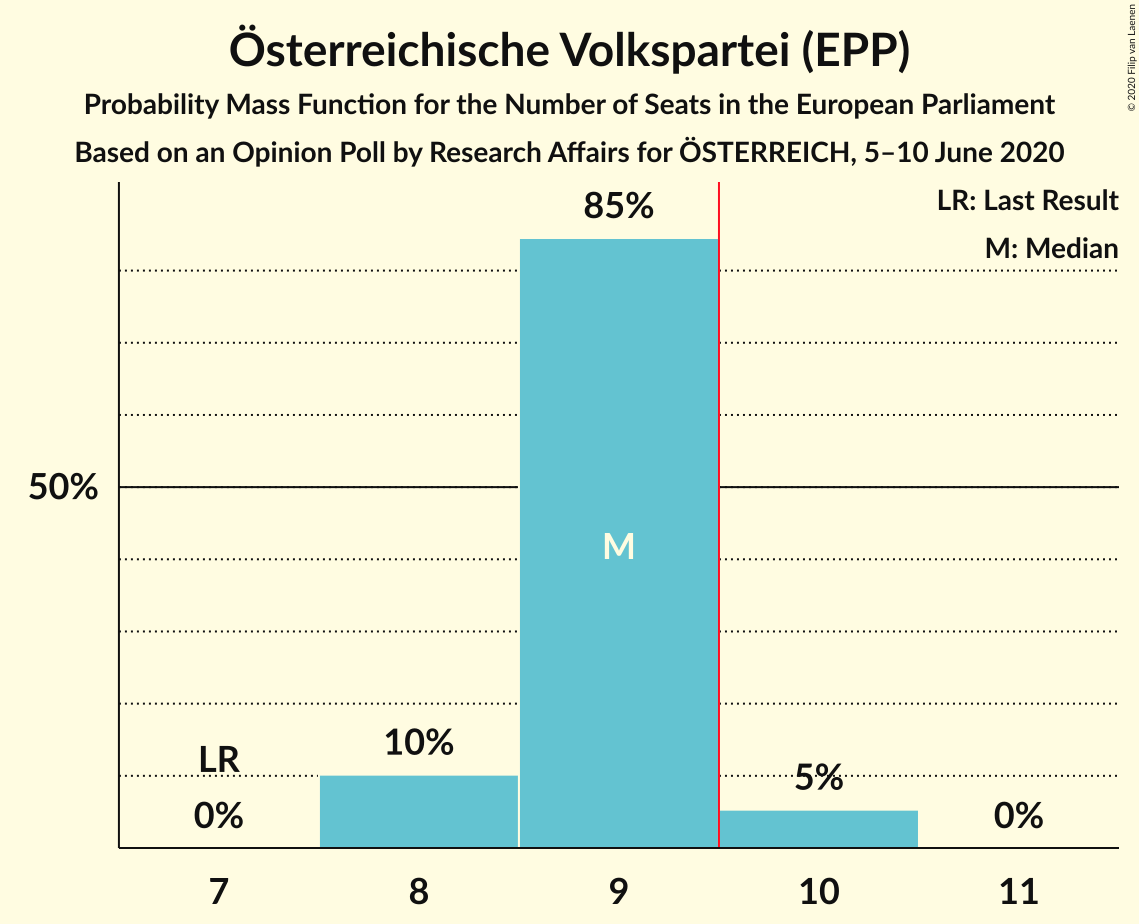 Österreichische Volkspartei (EPP)
Probability Mass Function for the Number of Seats in the European Parliament
Based on an Opinion Poll by Research Affairs for ÖSTERREICH, 5–10 June 2020
© 2020 Filip van Laenen
LR: Last Result
M: Median
85%
50%
M
LR
10%
5%
0%
0%
7 8 9 10 11